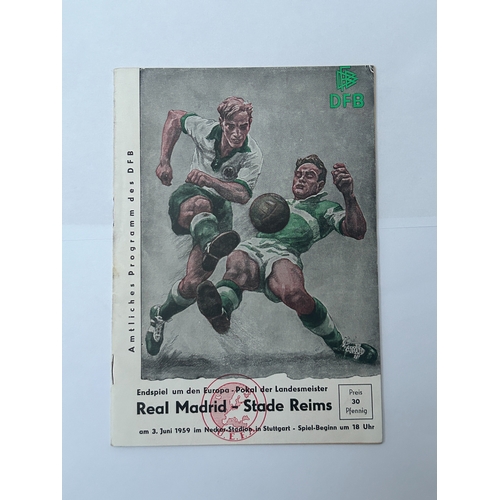 DFB
Amtliches Programm des DFB
Endspiel um den Europa-Pokal der Landesmeister
Real Madrid - Stade Reims
am 3. Juni 1959 im Neckar-Stadion in Stuttgart - Spiel-Beginn um 18 Uhr
Preis
30
Pfennig